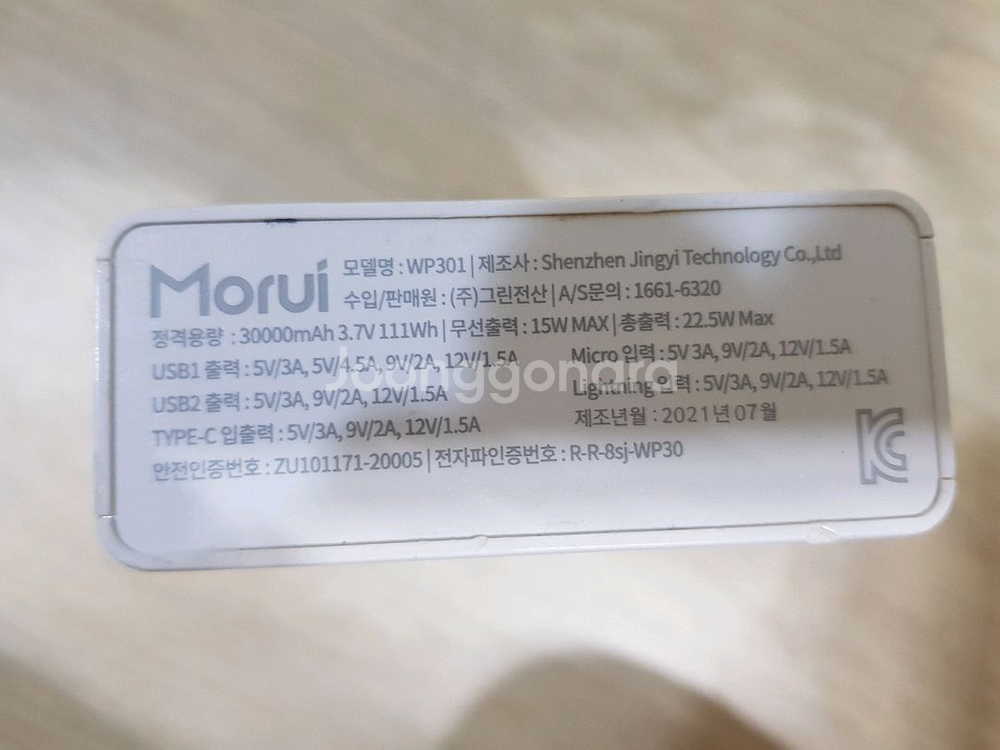 Morui
모델명 : WP301 | 제조사 : Shenzhen Jingyi Technology Co.,Ltd
수입/판매원 : (주)그린전산 | A/S문의 : 1661-6320
정격용량 : 30000mAh 3.7V 111Wh | 무선출력 : 15W MAX | 총출력 : 22.5W Max
USB1 출력 : 5V/3A, 5V/4.5A, 9V/2A, 12V/1.5A
Micro 입력 : 5V 3A, 9V/2A, 12V/1.5A
USB2 출력 : 5V/3A, 9V/2A, 12V/1.5A
Lightning 입력 : 5V/3A, 9V/2A, 12V/1.5A
TYPE-C 입출력 : 5V/3A, 9V/2A, 12V/1.5A
제조년월 : 2021년 07월
안전인증번호 : ZU101171-20005 | 전자파인증번호 : R-R-8sj-WP30
KC
Joonggonara